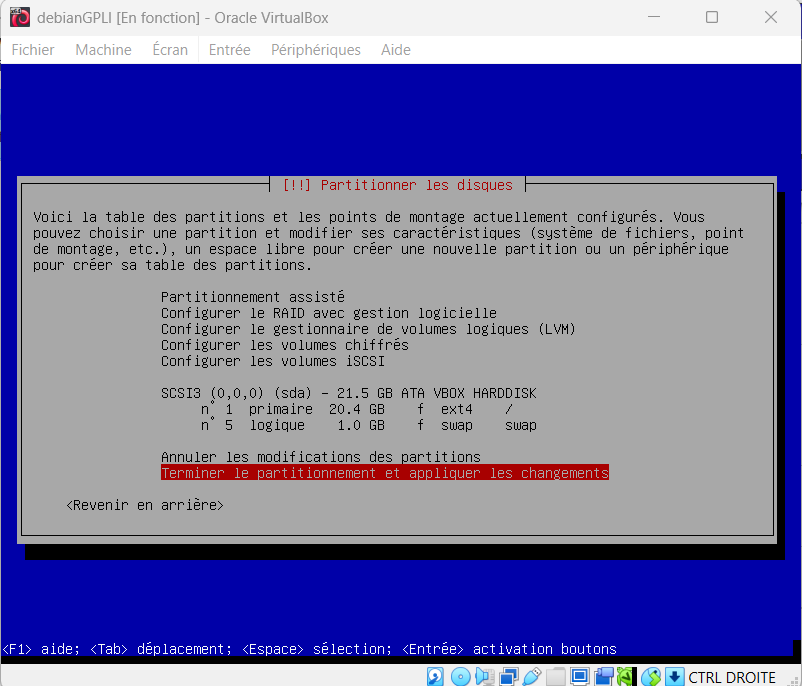 debianGPLI [En fonction] - Oracle VirtualBox
Fichier Machine Écran Entrée Périphériques Aide
[!!] Partitionner les disques
Voici la table des partitions et les points de montage actuellement configurés. Vous
pouvez choisir une partition et modifier ses caractéristiques (système de fichiers, point
de montage, etc.), un espace libre pour créer une nouvelle partition ou un périphérique
pour créer sa table des partitions.
Partitionnement assisté
Configurer le RAID avec gestion logicielle
Configurer le gestionnaire de volumes logiques (LVM)
Configurer les volumes chiffrés
Configurer les volumes iSCSI
SCSI3 (0,0,0) (sda) - 21.5 GB ATA VBOX HARDDISK
n° 1 primaire 20.4 GB f ext4 /
n° 5 logique 1.0 GB f swap swap
Annuler les modifications des partitions
Terminer le partitionnement et appliquer les changements
<Revenir en arrière>
<F1> aide; <Tab> déplacement; <Espace> sélection; <Entrée> activation boutons
CTRL DROITE